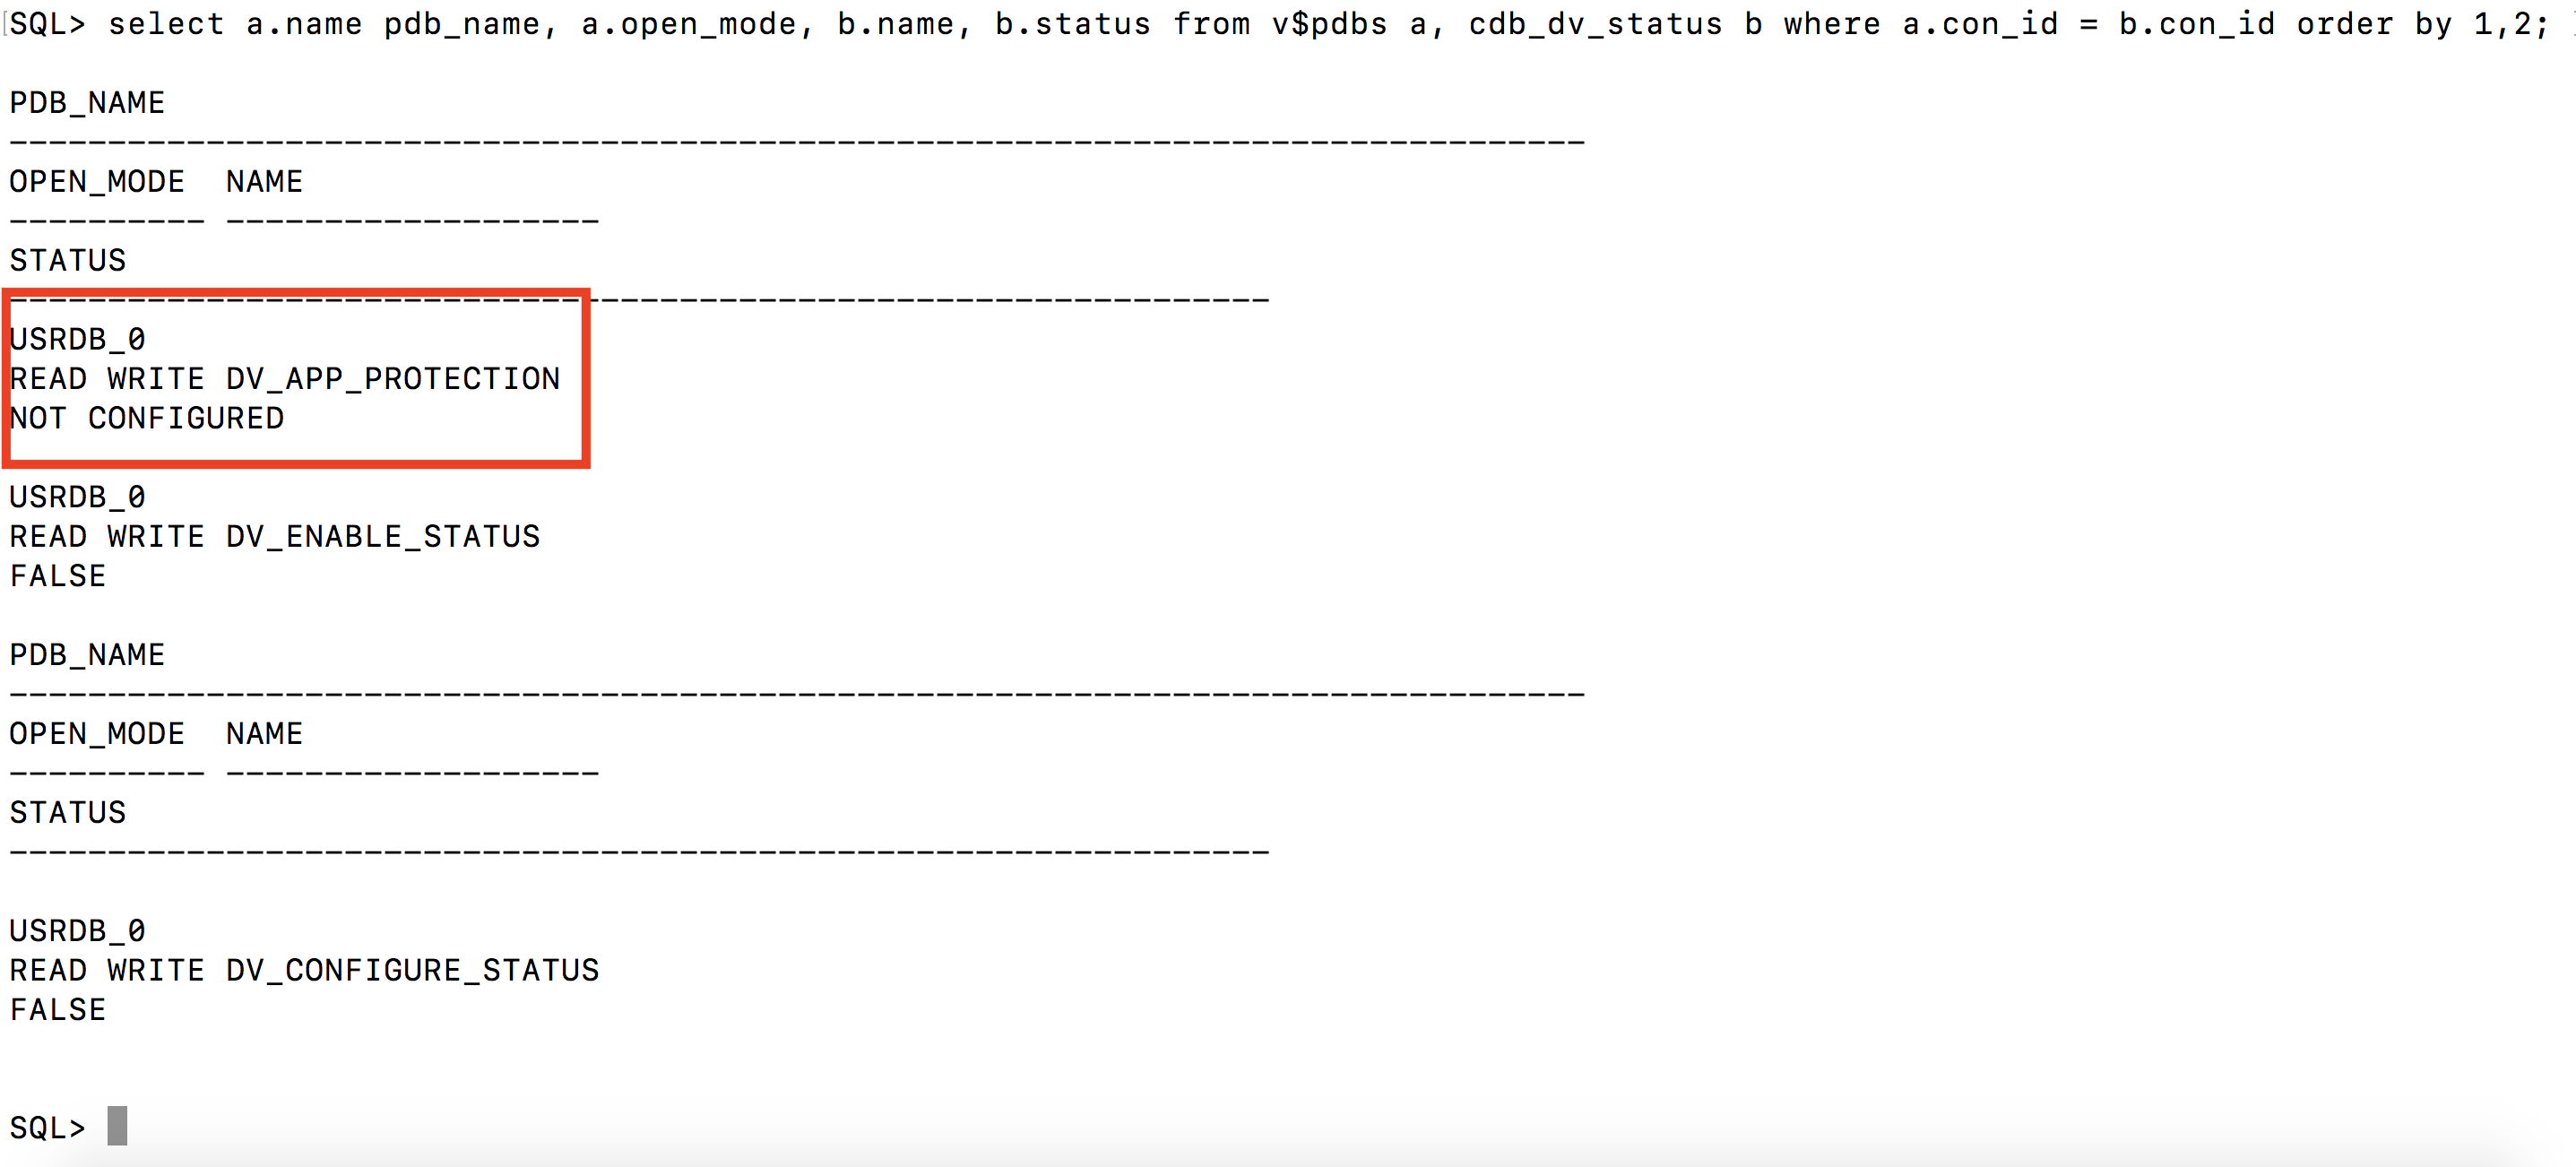 SQL> select a.name pdb_name, a.open_mode, b.name, b.status from v$pdbs a, cdb_dv_status b where a.con_id = b.con_id order by 1,2;
PDB_NAME
--------------------------------------------------------------------------------
OPEN_MODE  NAME
---------- -------------------
STATUS
----------------------------------------------------------------
USRDB_0
READ WRITE DV_APP_PROTECTION
NOT CONFIGURED
USRDB_0
READ WRITE DV_ENABLE_STATUS
FALSE
PDB_NAME
--------------------------------------------------------------------------------
OPEN_MODE  NAME
---------- -------------------
STATUS
----------------------------------------------------------------
USRDB_0
READ WRITE DV_CONFIGURE_STATUS
FALSE
SQL>